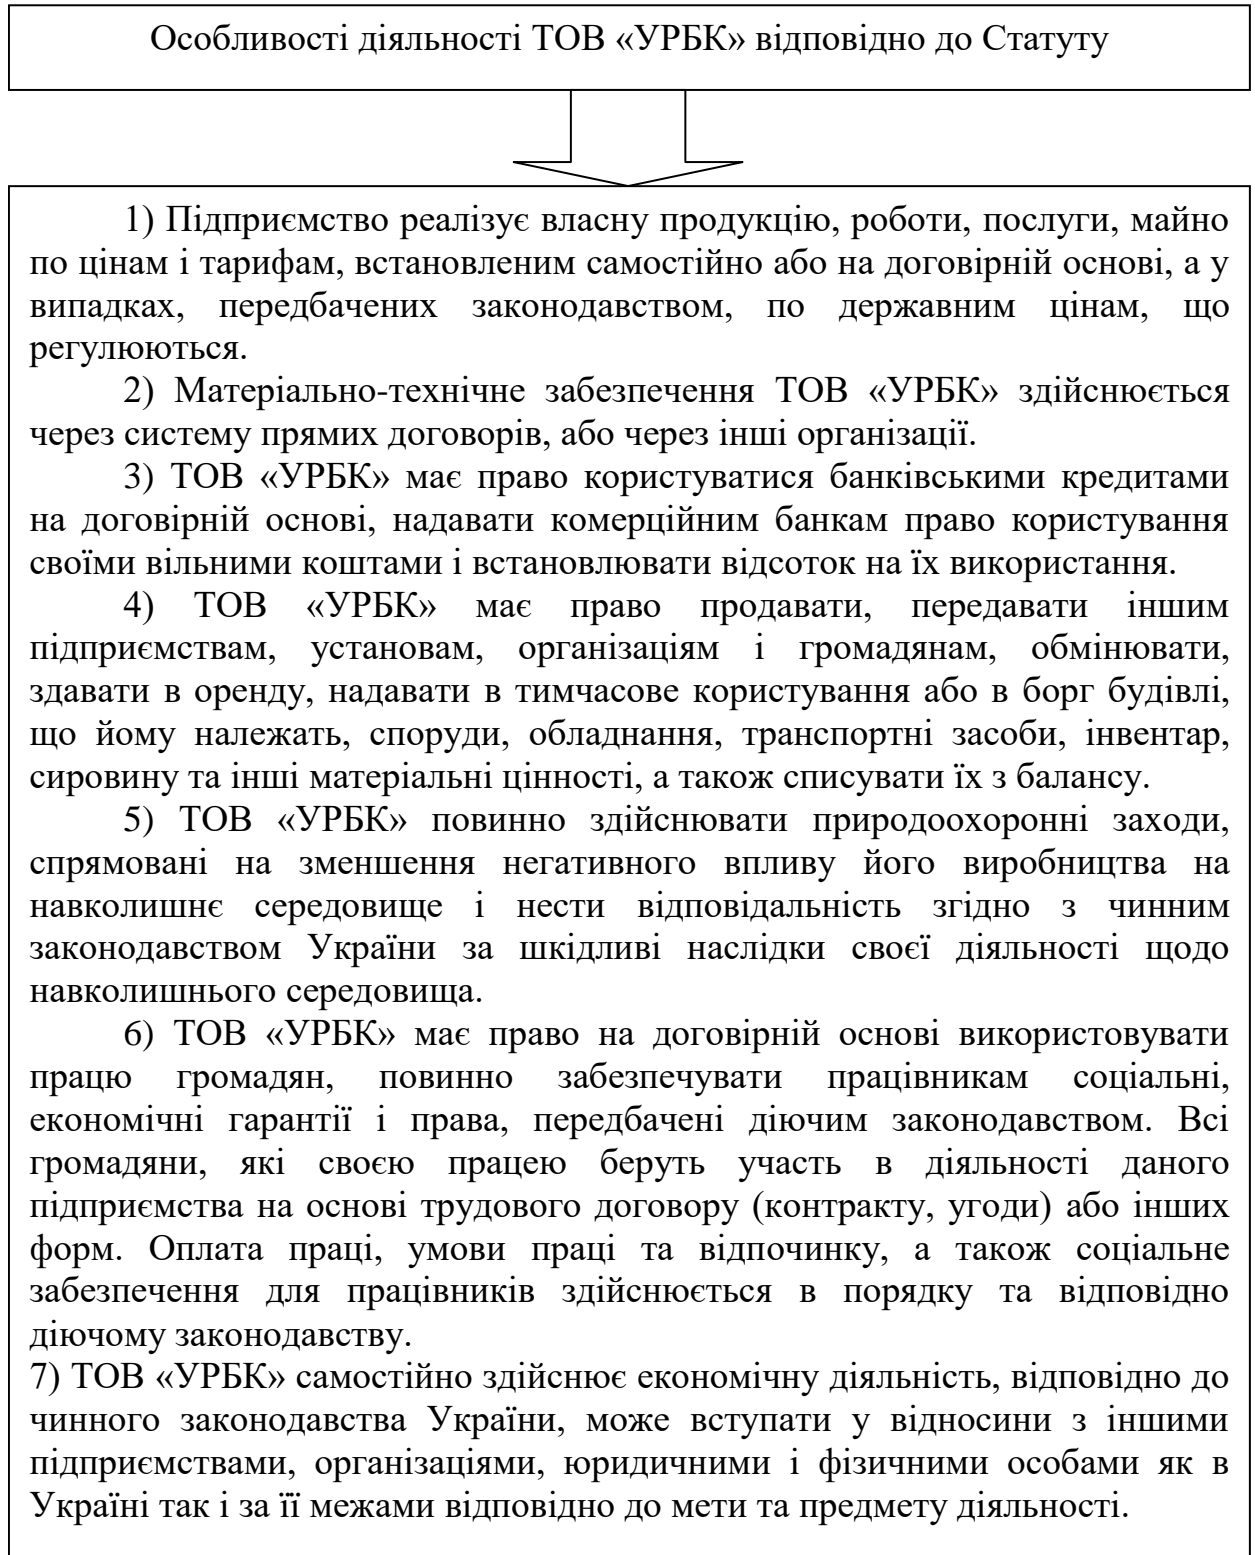 Особливості діяльності ТОВ «УРБК» відповідно до Статуту
1) Підприємство реалізує власну продукцію, роботи, послуги, майно
по цінам і тарифам, встановленим самостійно або на договірній основі, а у
випадках, передбачених законодавством, по державним цінам, що
регулюються.
2) Матеріально-технічне забезпечення ТОВ «УРБК» здійснюється
через систему прямих договорів, або через інші організації.
3) ТОВ «УРБК» має право користуватися банківськими кредитами
на договірній основі, надавати комерційним банкам право користування
своїми вільними коштами і встановлювати відсоток на їх використання.
4) ТОВ «УРБК» має право продавати, передавати іншим
підприємствам, установам, організаціям і громадянам, обмінювати,
здавати в оренду, надавати в тимчасове користування або в борг будівлі,
що йому належать, споруди, обладнання, транспортні засоби, інвентар,
сировину та інші матеріальні цінності, а також списувати їх з балансу.
5) ТОВ «УРБК» повинно здійснювати природоохоронні заходи,
спрямовані на зменшення негативного впливу його виробництва на
навколишнє середовище і нести відповідальність згідно з чинним
законодавством України за шкідливі наслідки своєї діяльності щодо
навколишнього середовища.
6) ТОВ «УРБК» має право на договірній основі використовувати
працю громадян, повинно забезпечувати працівникам соціальні,
економічні гарантії і права, передбачені діючим законодавством. Всі
громадяни, які своєю працею беруть участь в діяльності даного
підприємства на основі трудового договору (контракту, угоди) або інших
форм. Оплата праці, умови праці та відпочинку, а також соціальне
забезпечення для працівників здійснюється в порядку та відповідно
діючому законодавству.
7) ТОВ «УРБК» самостійно здійснює економічну діяльність, відповідно до
чинного законодавства України, може вступати у відносини з іншими
підприємствами, організаціями, юридичними і фізичними особами як в
Україні так і за її межами відповідно до мети та предмету діяльності.